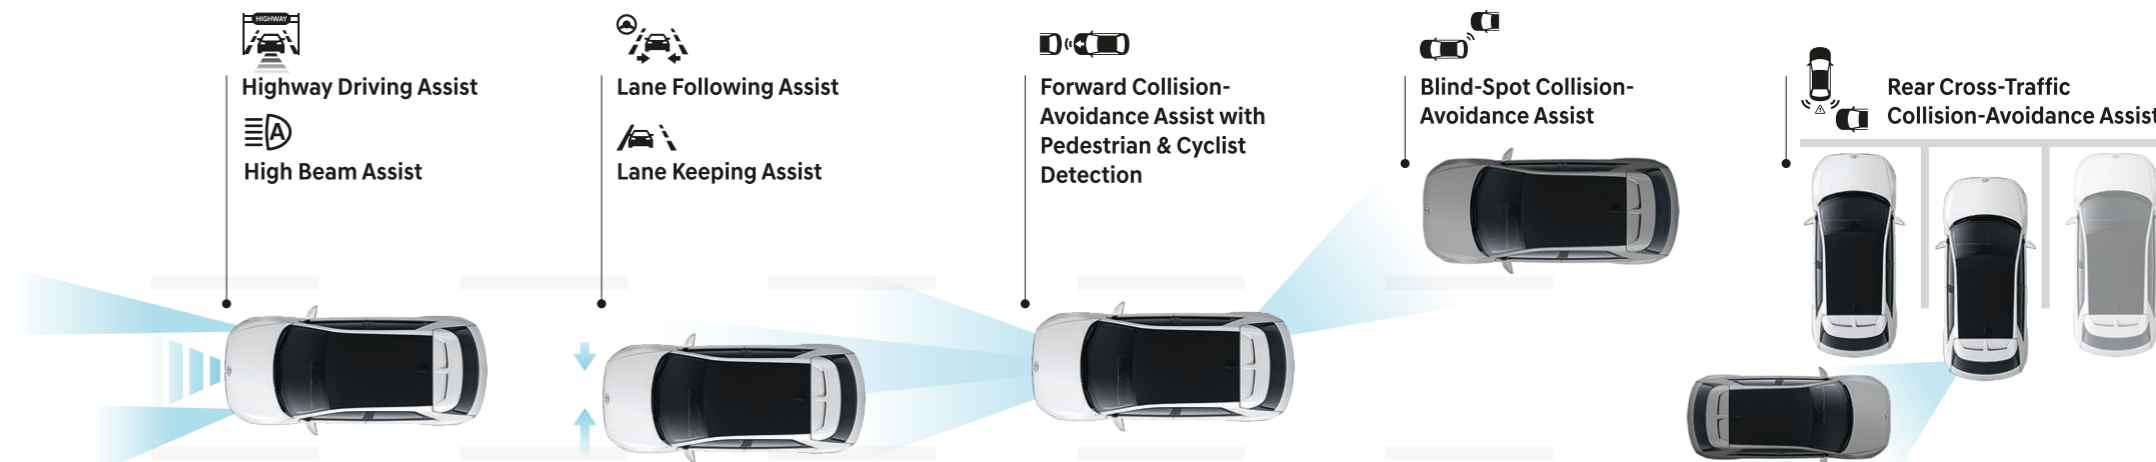 HIGHWAY
Highway Driving Assist
A
High Beam Assist
Lane Following Assist
Lane Keeping Assist
Forward Collision-
Avoidance Assist with
Pedestrian & Cyclist
Detection
Blind-Spot Collision-
Avoidance Assist
Rear Cross-Traffic
Collision-Avoidance Assist